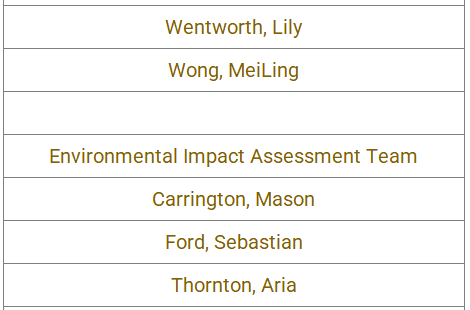 Wentworth, Lily
Wong, MeiLing
Environmental Impact Assessment Team
Carrington, Mason
Ford, Sebastian
Thornton, Aria